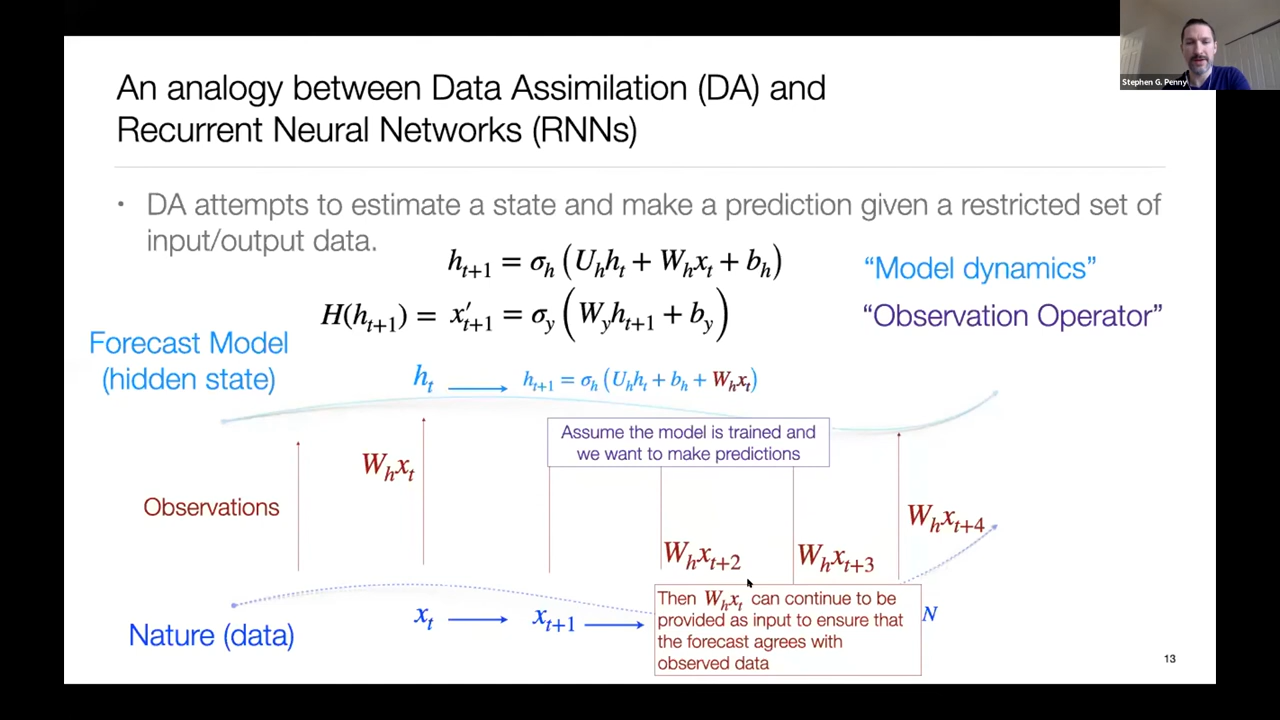 Stephen G. Penny
An analogy between Data Assimilation (DA) and
Recurrent Neural Networks (RNNs)
• DA attempts to estimate a state and make a prediction given a restricted set of
input/output data.
h_{t+1} = σ_h (U_h h_t + W_h x_t + b_h)
“Model dynamics”
H(h_{t+1}) = x′_{t+1} = σ_y (W_y h_{t+1} + b_y)
“Observation Operator”
Forecast Model
(hidden state)
h_t
h_{t+1} = σ_h (U_h h_t + b_h + W_h x_t)
Assume the model is trained and
we want to make predictions
W_h x_t
Observations
W_h x_{t+2}
W_h x_{t+3}
W_h x_{t+4}
Nature (data)
x_t
x_{t+1}
Then W_h x_t can continue to be
provided as input to ensure that
the forecast agrees with
observed data
N
13